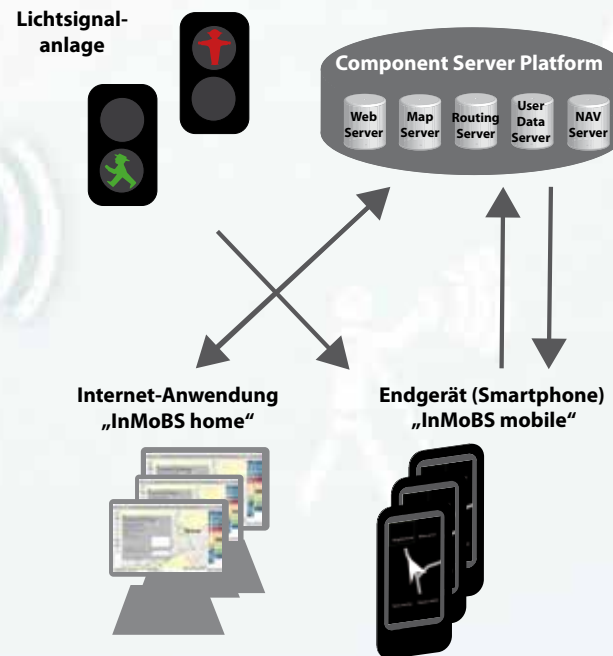 Lichtsignal-
anlage
Component Server Platform
Web
Server
Map
Server
Routing
Server
User
Data
Server
NAV
Server
Internet-Anwendung
„InMoBS home“
Endgerät (Smartphone)
„InMoBS mobile“